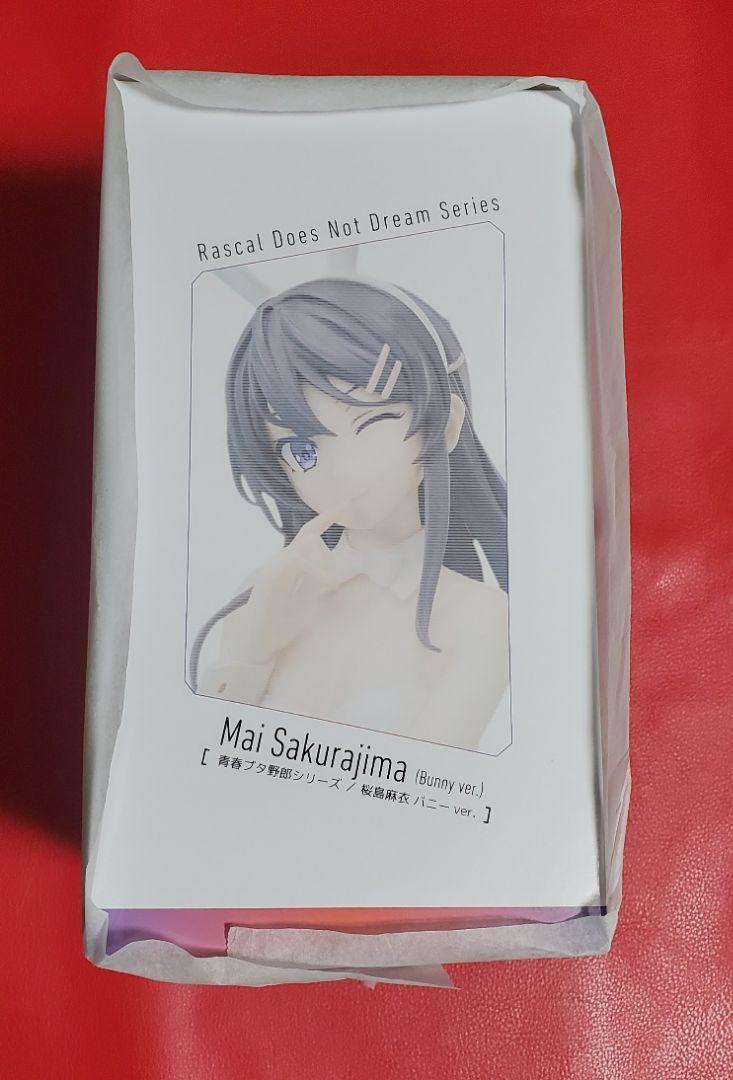 Rascal Does Not Dream Series
Mai Sakurajima (Bunny ver.)
[ 青春ブタ野郎シリーズ / 桜島麻衣 バニー ver. ]